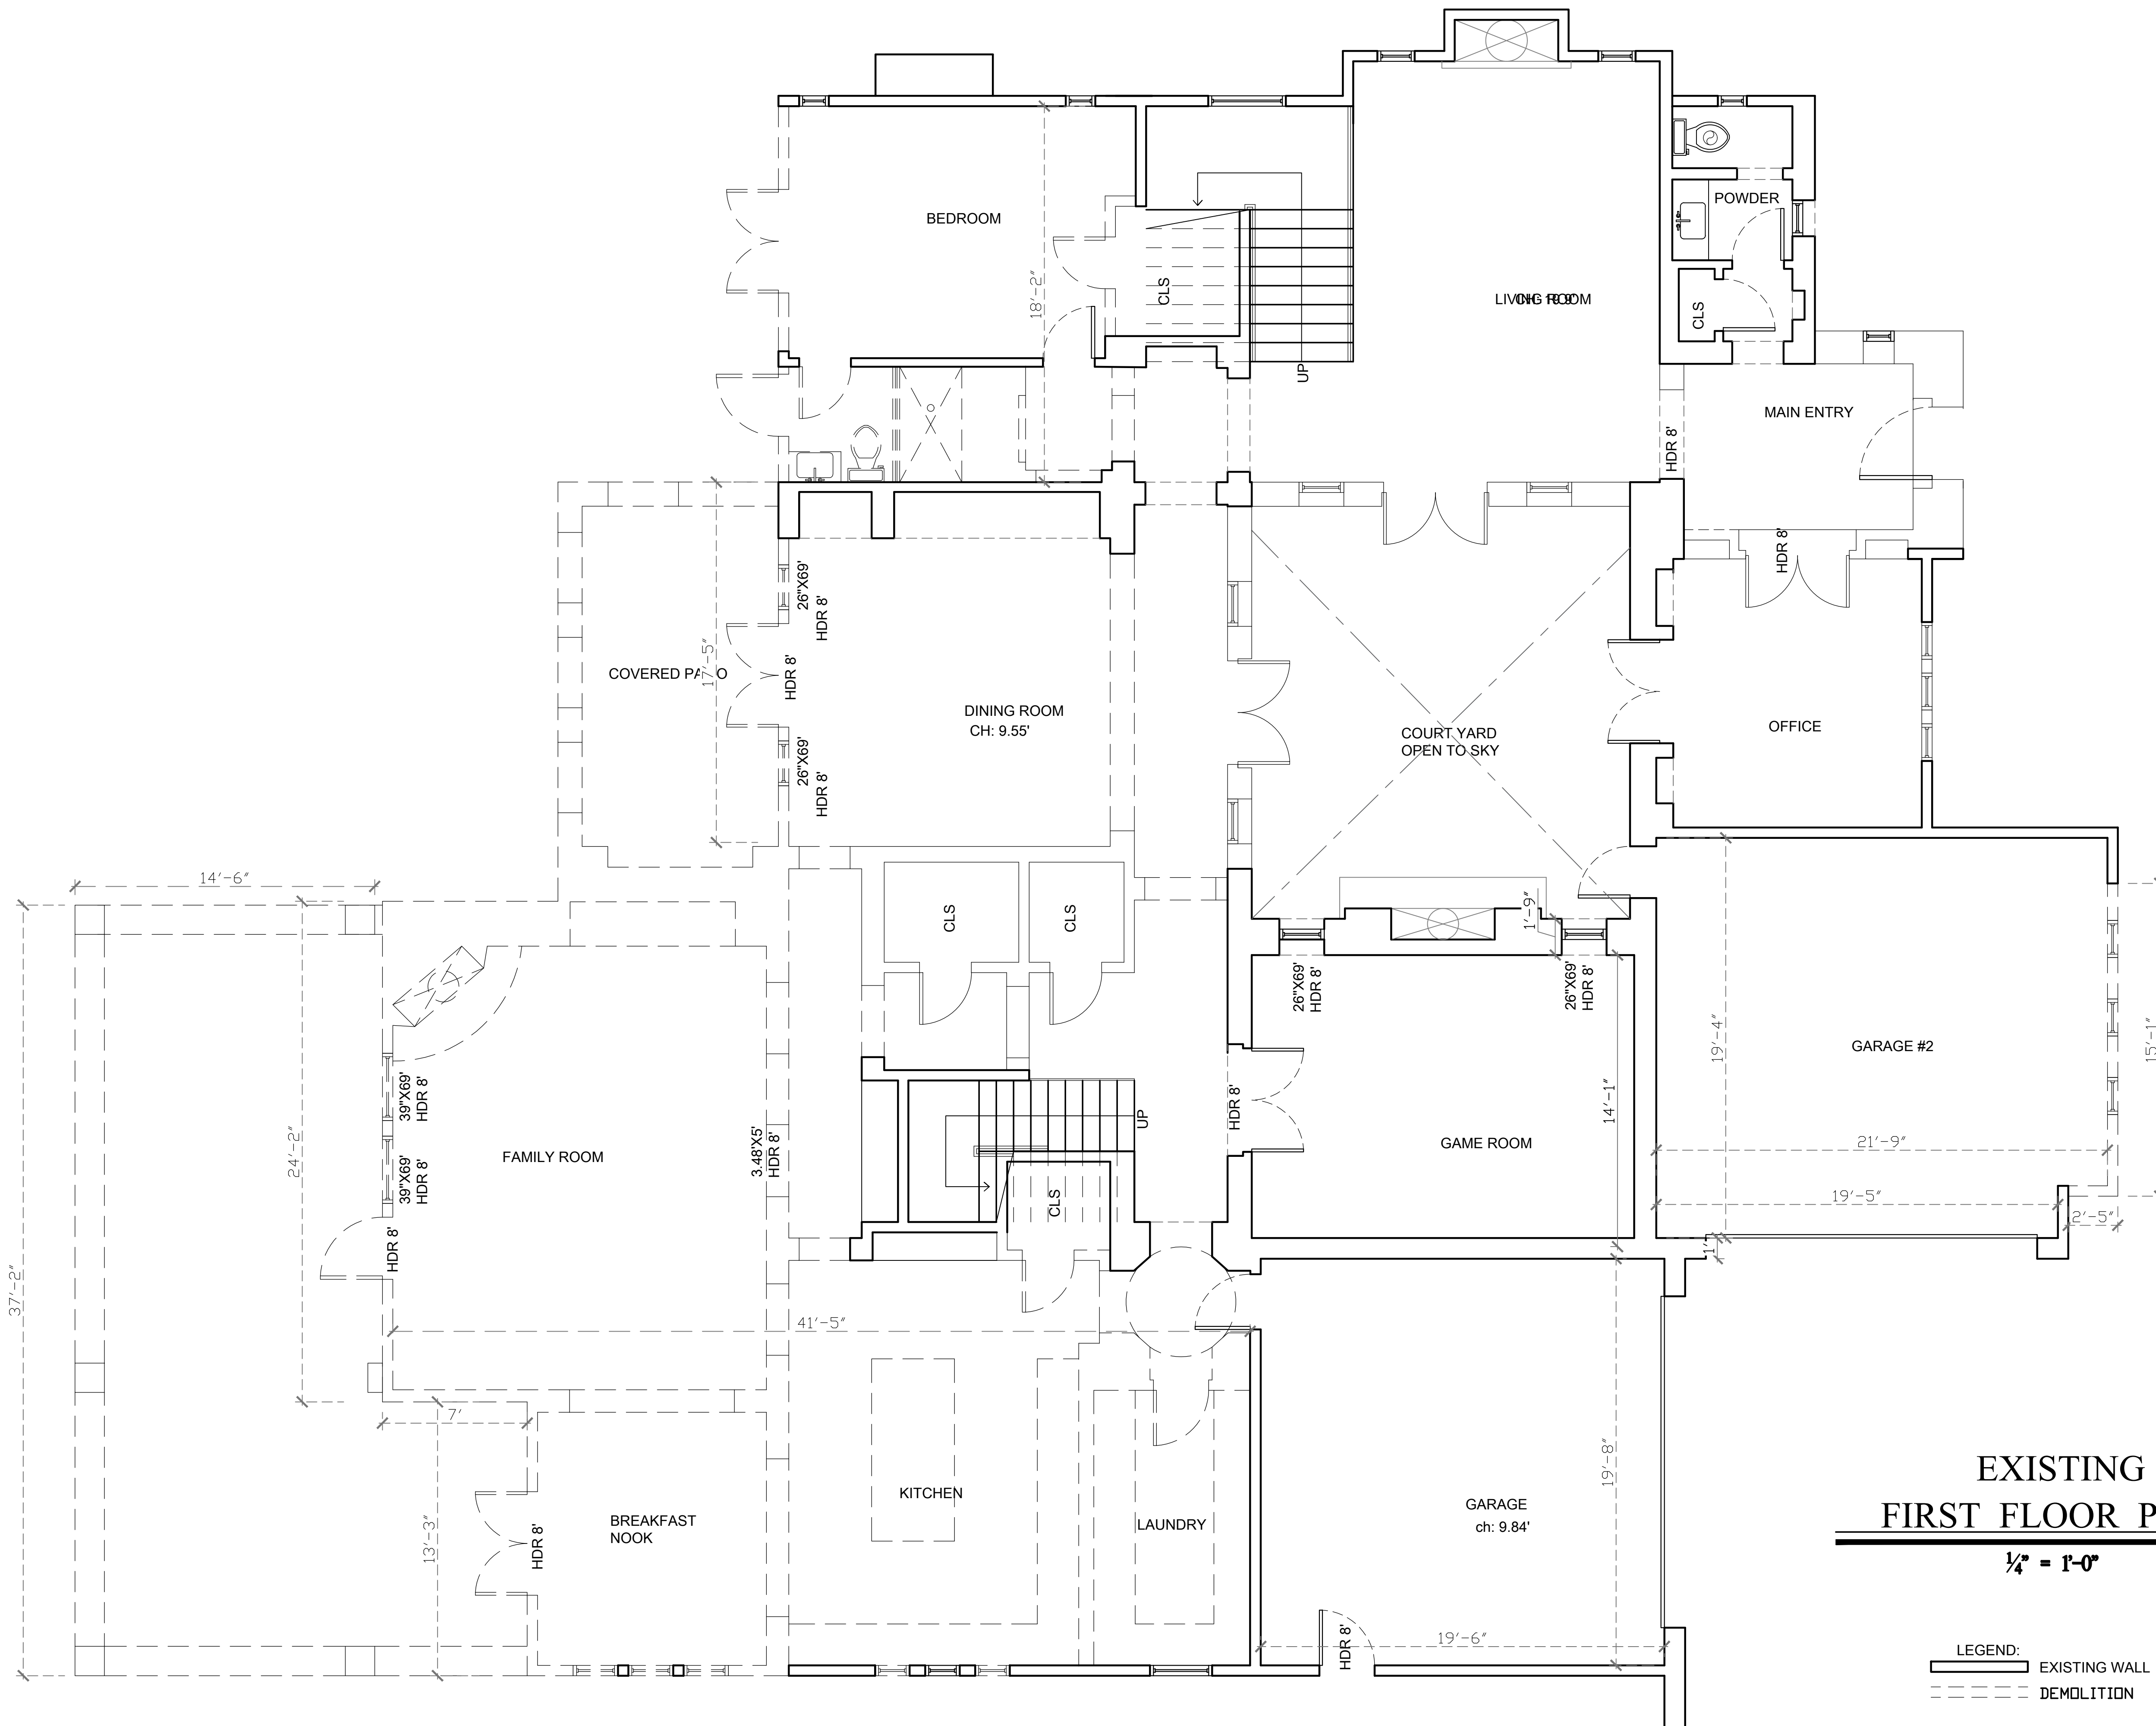 BEDROOM
18'-2"
CLS
UP
LIVING ROOM
CH: 19.9'
POWDER
CLS
MAIN ENTRY
HDR 8'
HDR 8'
26"X69'
HDR 8'
HDR 8'
26"X69'
HDR 8'
COVERED PA
O
17'-5"
DINING ROOM
CH: 9.55'
COURT YARD
OPEN TO SKY
OFFICE
14'-6"
CLS
CLS
1'-9"
26"X69'
HDR 8'
26"X69'
HDR 8'
37'-2"
24'-2"
39"X69'
HDR 8'
39"X69'
HDR 8'
HDR 8'
FAMILY ROOM
3.48'X5'
HDR 8'
UP
CLS
HDR 8'
GAME ROOM
14'-1"
19'-4"
GARAGE #2
15'-1"
21'-9"
19'-5"
2'-5"
1'
41'-5"
7'
13'-3"
HDR 8'
BREAKFAST
NOOK
KITCHEN
LAUNDRY
GARAGE
ch: 9.84'
19'-8"
HDR 8'
19'-6"
EXISTING
FIRST FLOOR P
¼" = 1'-0"
LEGEND:
EXISTING WALL
DEMOLITION